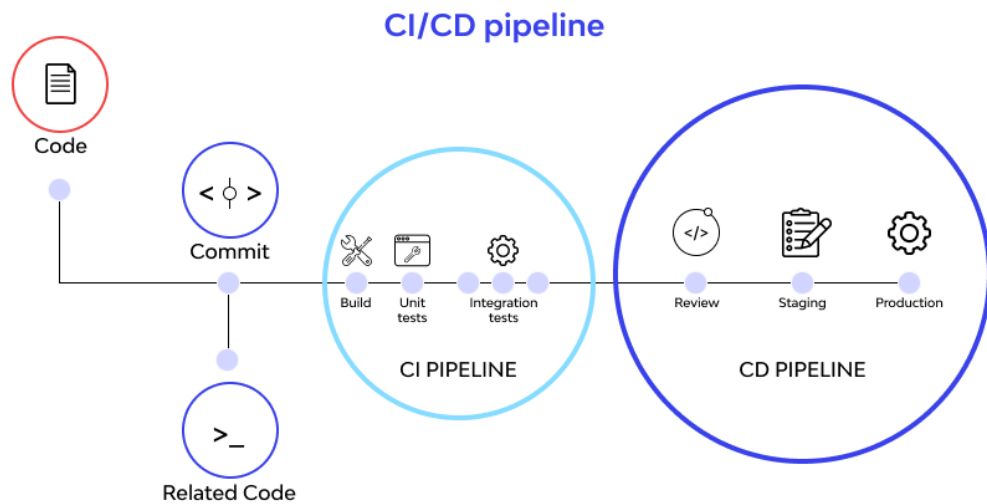 CI/CD pipeline
Code
< >
Commit
Build
Unit
tests
Integration
tests
CI PIPELINE
</>
Review
Staging
Production
CD PIPELINE
>_
Related Code